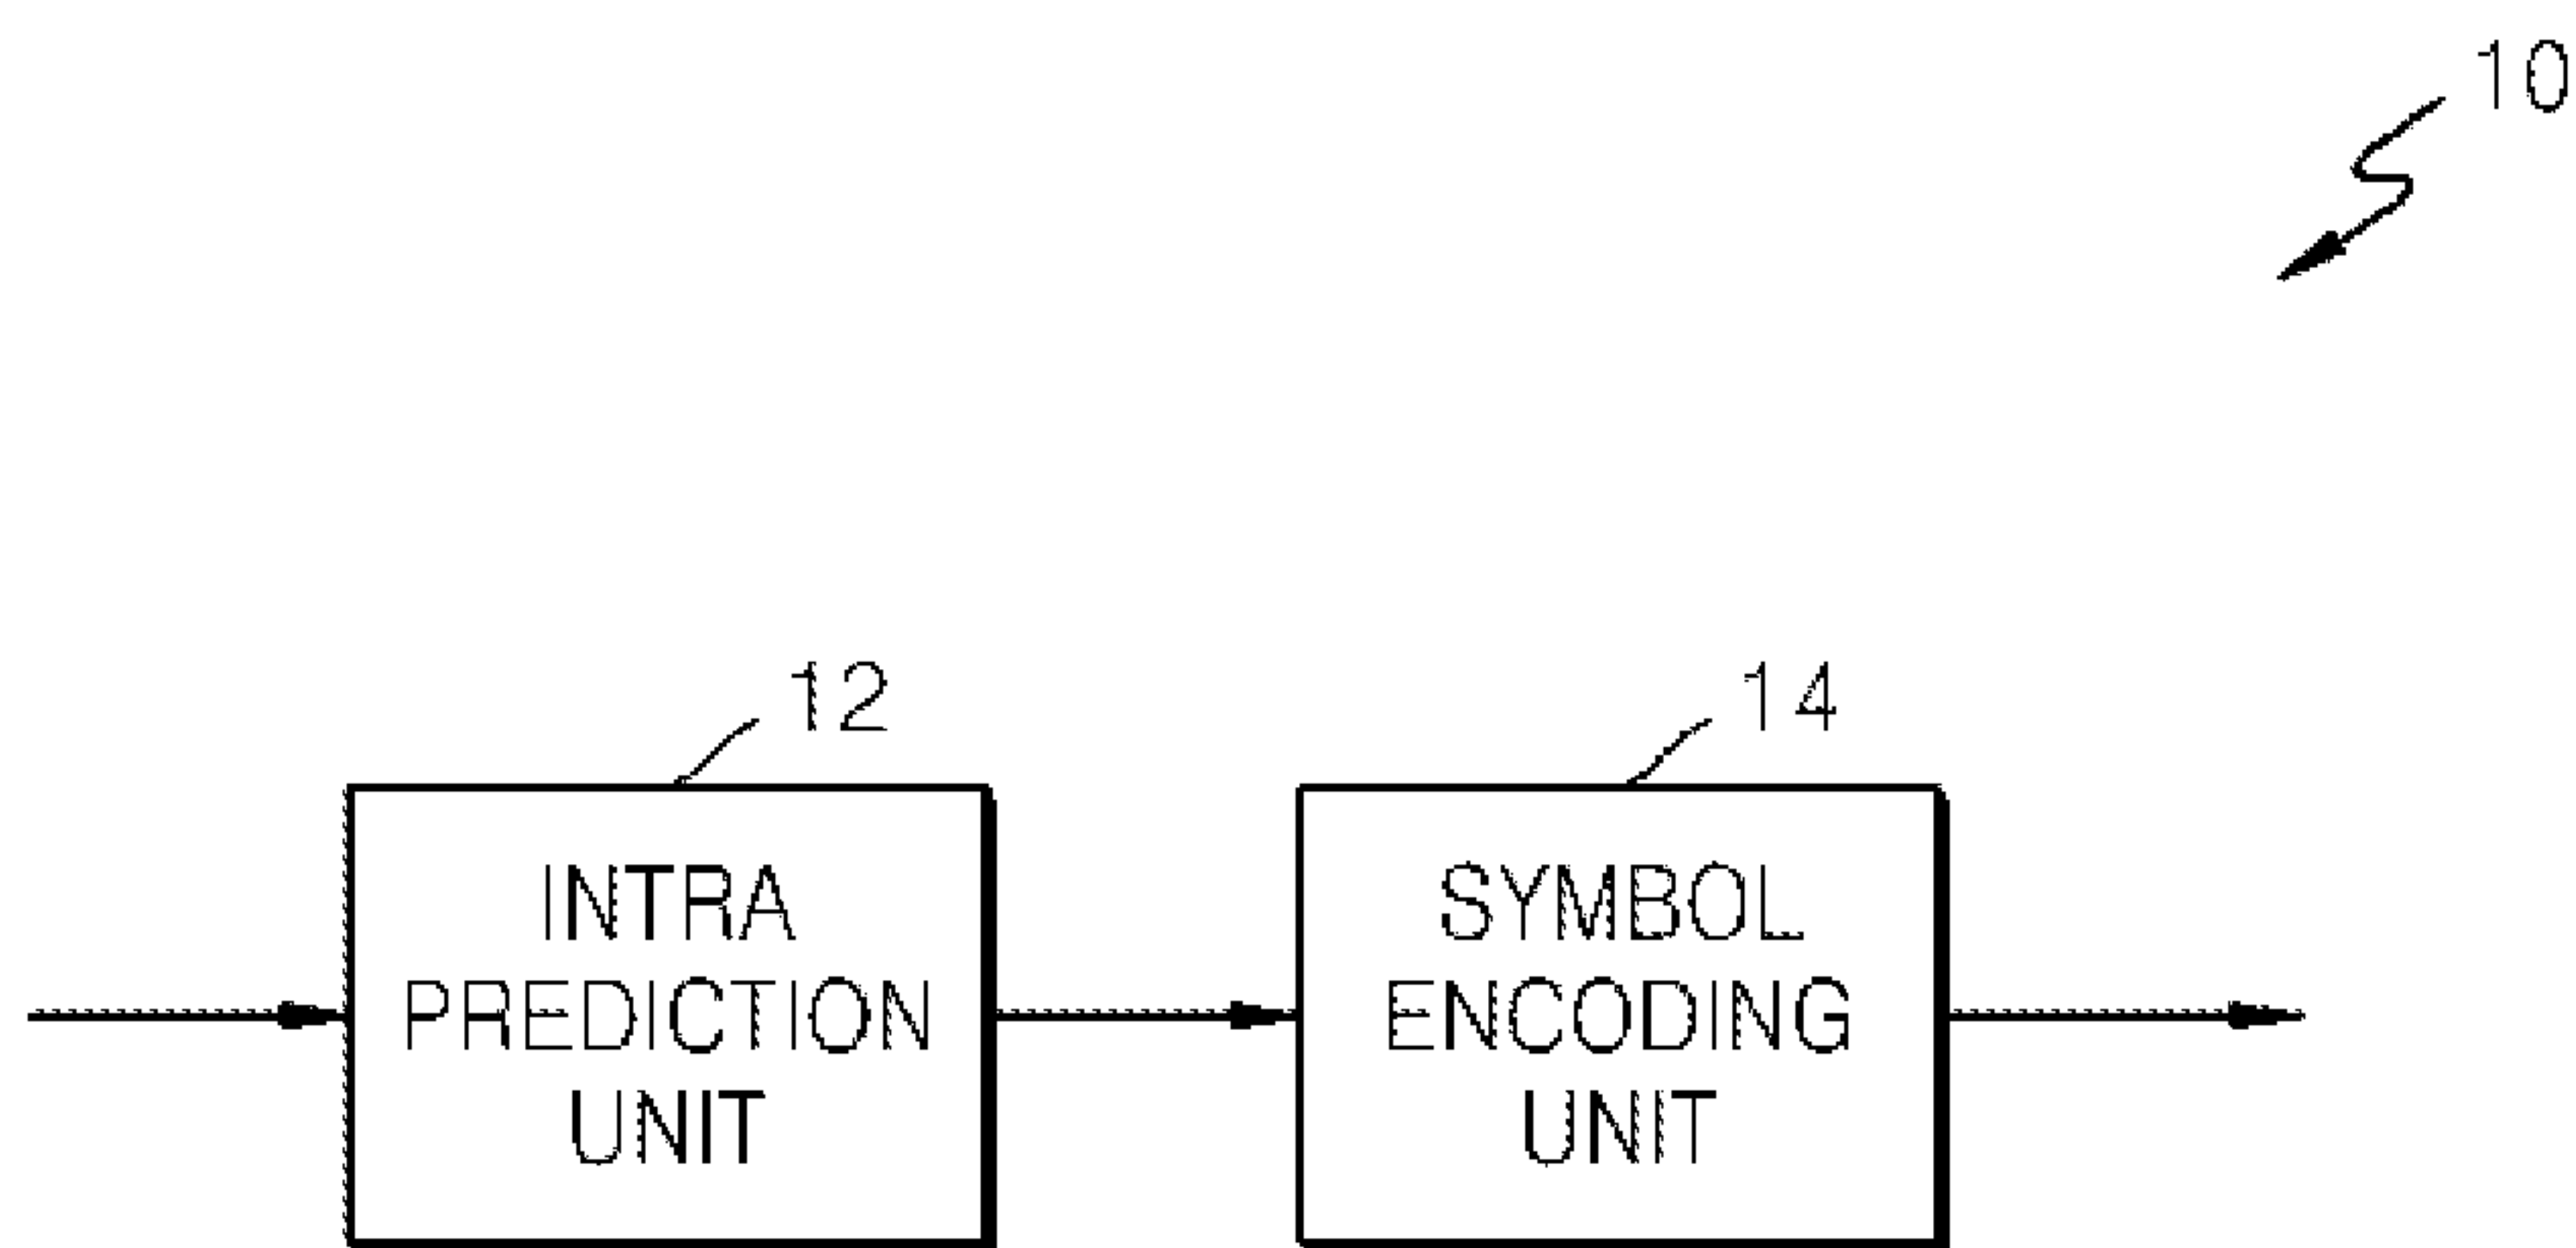 10
12
14
INTRA
PREDICTION
UNIT
SYMBOL
ENCODING
UNIT